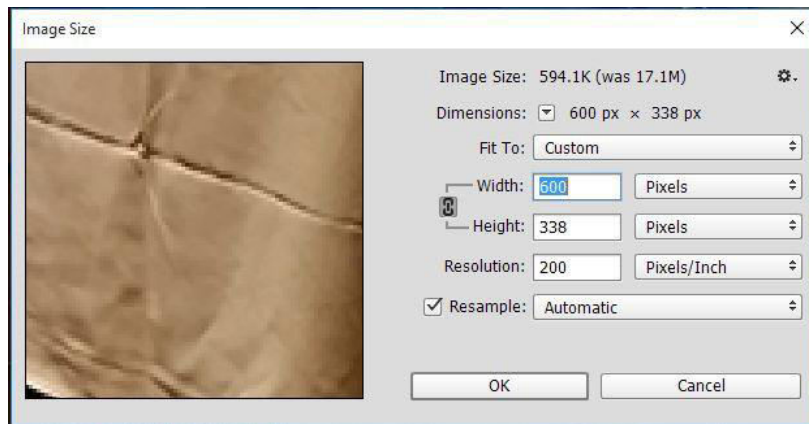 Image Size
Image Size: 594.1K (was 17.1M)
Dimensions: 600 px × 338 px
Fit To: Custom
Width: 600 Pixels
Height: 338 Pixels
Resolution: 200 Pixels/Inch
Resample: Automatic
OK Cancel